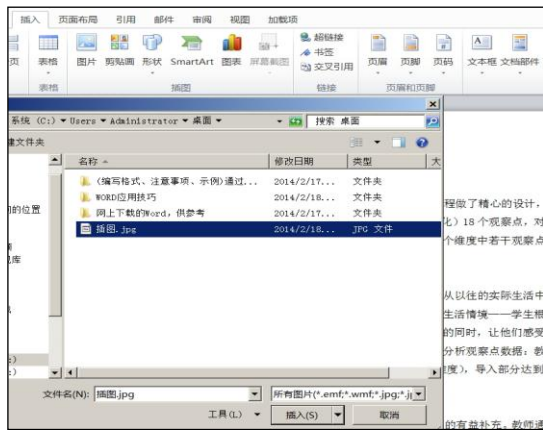 插入 页面布局 引用 邮件 审阅 视图 加载项
页 表格 图片 剪贴画 形状 SmartArt 图表 屏幕截图 超链接 书签 交叉引用 页眉 页脚 页码 文本框 文档部件
表格 插图 链接 页眉和页脚
系统 (C:) ▾ Users ▾ Administrator ▾ 桌面 ▾ 搜索 桌面
建文件夹
名称 修改日期 类型 大
(编写格式、注意事项、示例)通过... 2014/2/17... 文件夹
WORD应用技巧 2014/2/18... 文件夹
网上下载的Word，供参考 2014/2/17... 文件夹
插图.jpg 2014/2/18... JPG 文件
问的位置
:)
:)
文件名(N): 插图.jpg 所有图片(*.emf;*.wmf;*.jpg;*.j
工具(L) 插入(S) 取消
程做了精心的设计，
化）18 个观察点，对
个维度中若干观察点
从以往的实际生活中
生活情境——学生根
的同时，让他们感受
分析观察点数据：教
度），导入部分达到
的有益补充。教师通